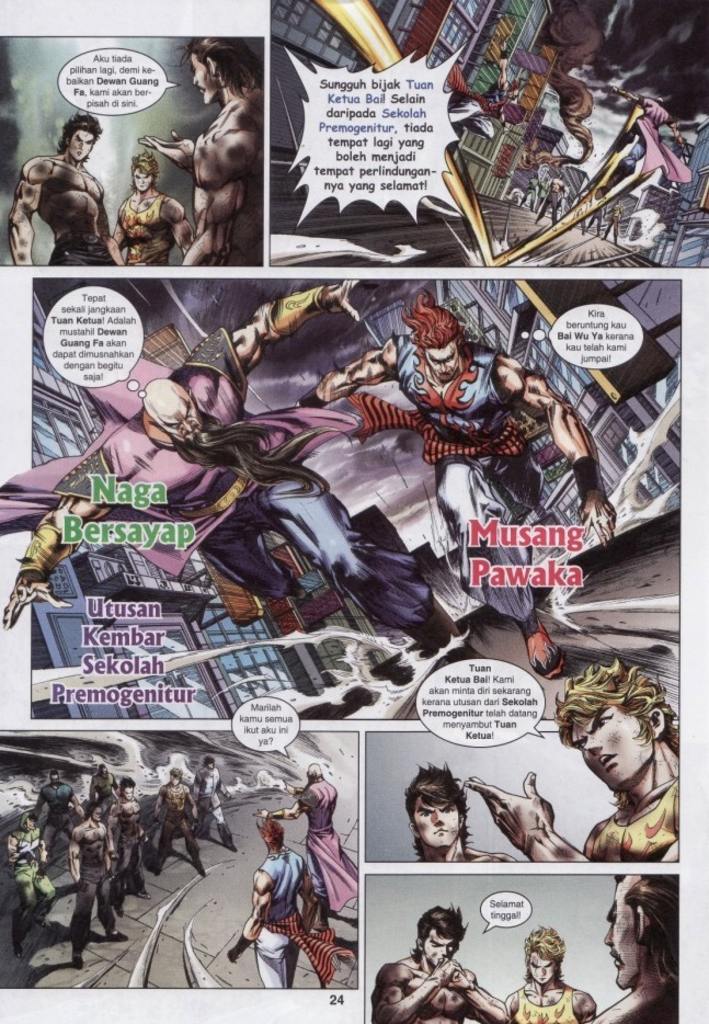 Aku tiada
pilihan lagi, demi ke-
baikan Dewan Guang
Fa, kami akan ber-
pisah di sini.
Sungguh bijak Tuan
Ketua Bai! Selain
daripada Sekolah
Premogenitur, tiada
tempat lagi yang
boleh menjadi
tempat perlindungan-
nya yang selamat!
Tepat
sekali jangkaan
Tuan Ketua! Adalah
mustahil Dewan
Guang Fa akan
dapat dimusnahkan
dengan begitu
saja!
Kira
beruntung kau
Bai Wu Ya kerana
kau telah kami
jumpai!
Naga
Bersayap
Musang
Pawaka
Utusan
Kembar
Sekolah
Premogenitur
Marilah
kamu semua
ikut aku ini
ya?
Tuan
Ketua Bai! Kami
akan minta diri sekarang
kerana utusan dari Sekolah
Premogenitur telah datang
menyambut Tuan
Ketua!
Selamat
tinggal!
24